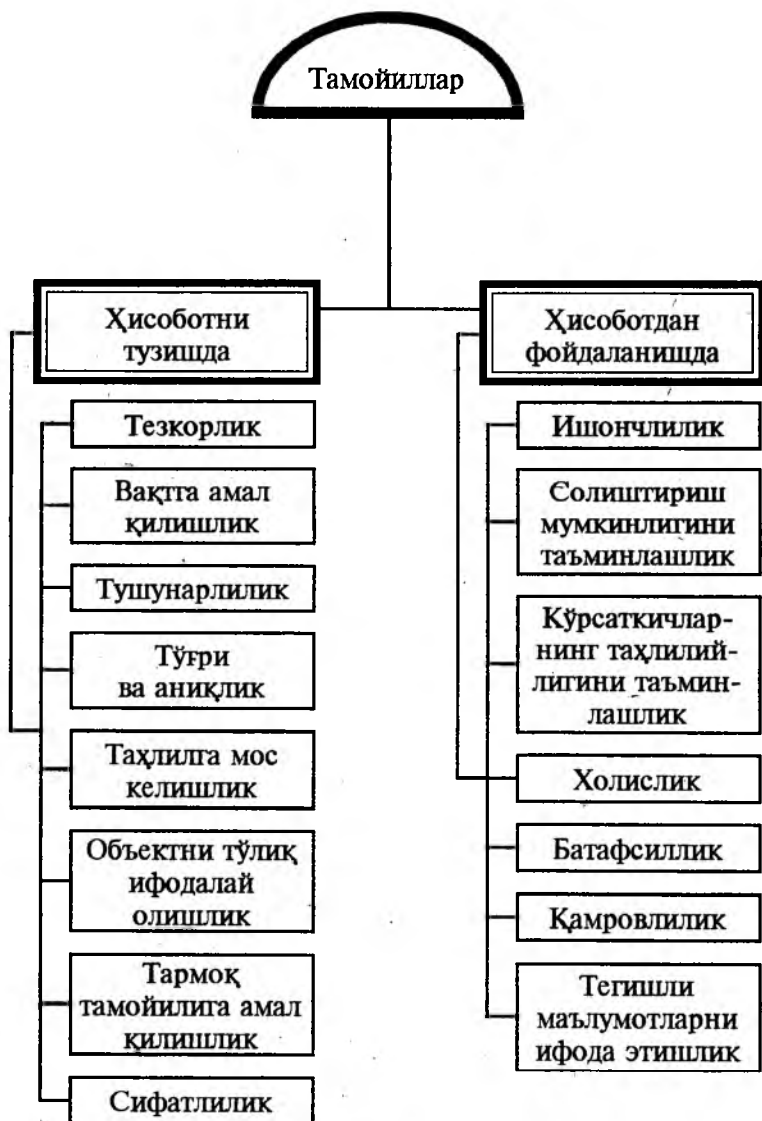 Тамойиллар
Ҳисоботни
тузишда
Тезкорлик
Вақтга амал
қилишлик
Тушунарлилик
Тўғри
ва аниқлик
Таҳлилга мос
келишлик
Объектни тўлиқ
ифодалай
олишлик
Тармоқ
тамойилига амал
қилишлик
Сифатлилик
Ҳисоботдан
фойдаланишда
Ишончлилик
Солиштириш
мумкинлигини
таъминлашлик
Кўрсаткичлар-
нинг таҳлилий-
лигини таъмин-
лашлик
Холислик
Батафсиллик
Қамровлилик
Тегишли
маълумотларни
ифода этишлик